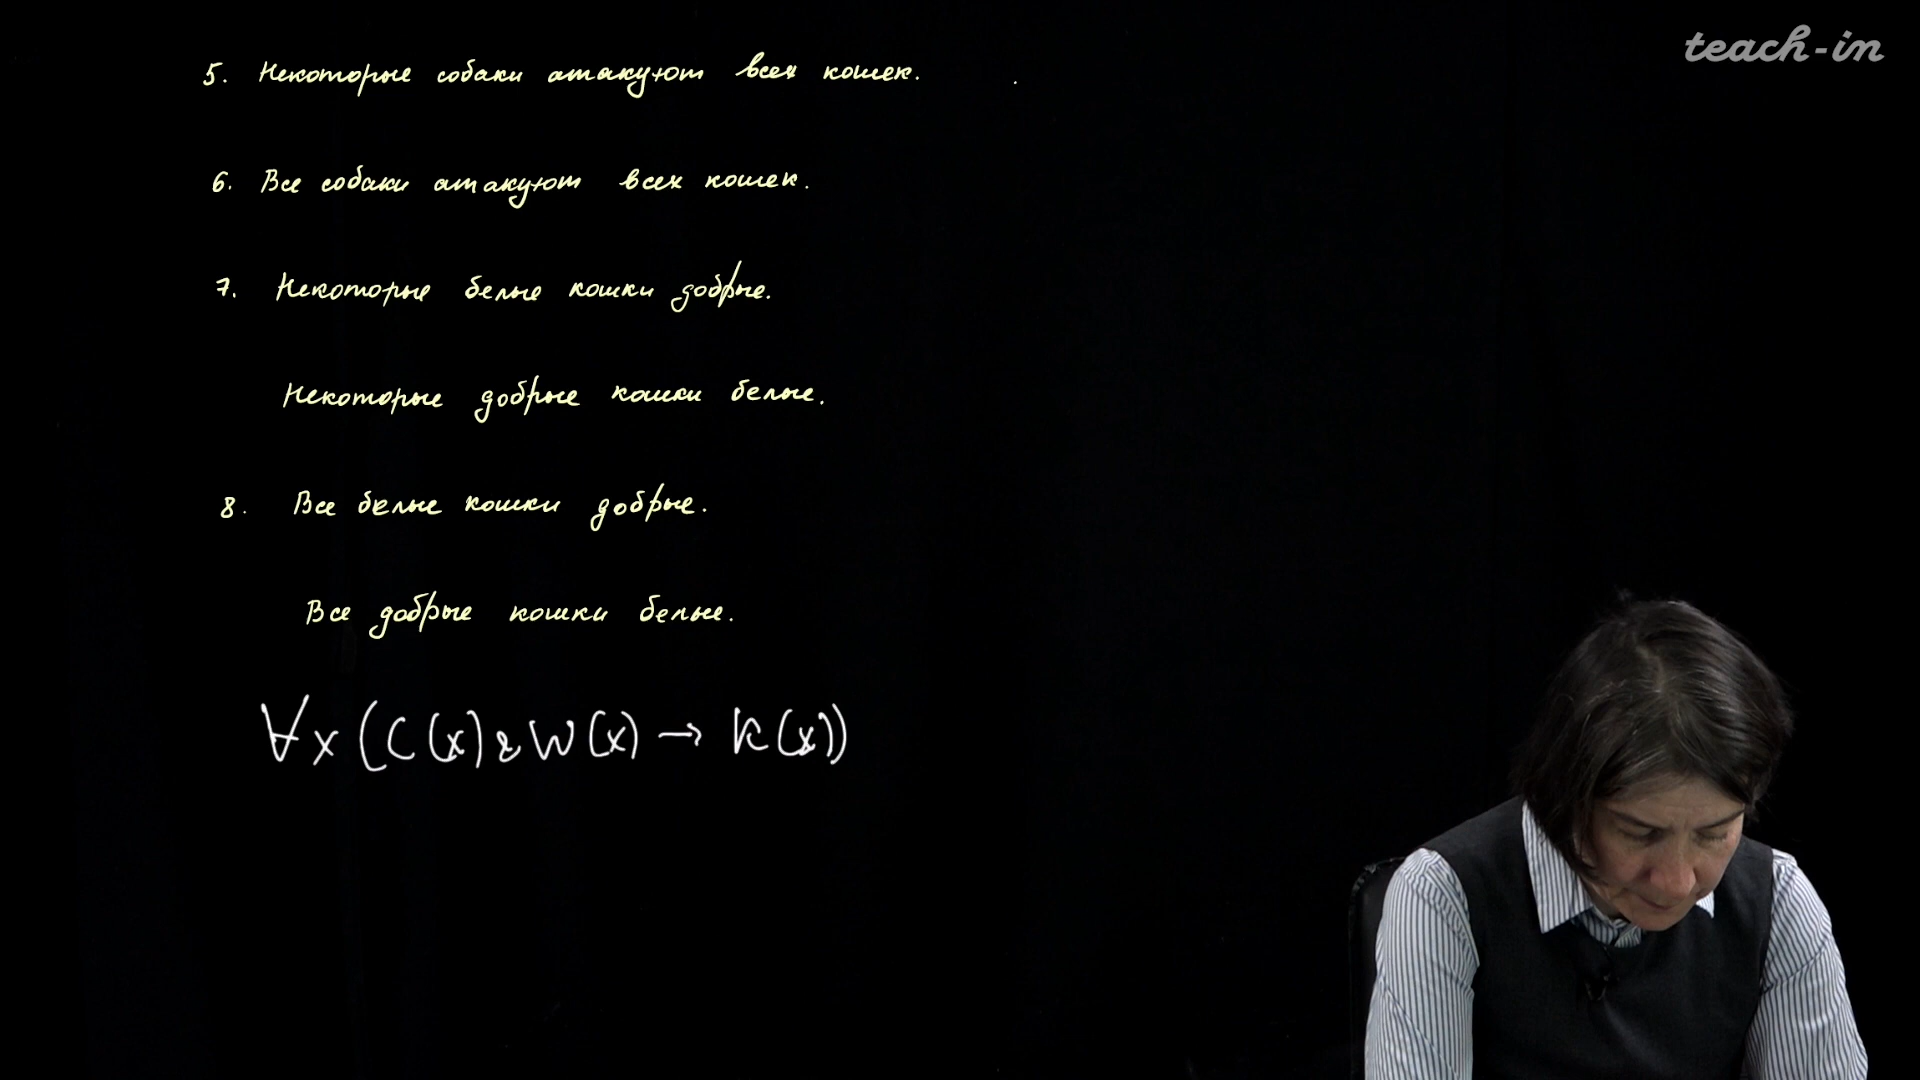 teach-in
5. Некоторые собаки атакуют всех кошек.
6. Все собаки атакуют всех кошек.
7. Некоторые белые кошки добрые.
Некоторые добрые кошки белые.
8. Все белые кошки добрые.
Все добрые кошки белые.
∀x (C(x) & W(x) → K(x))